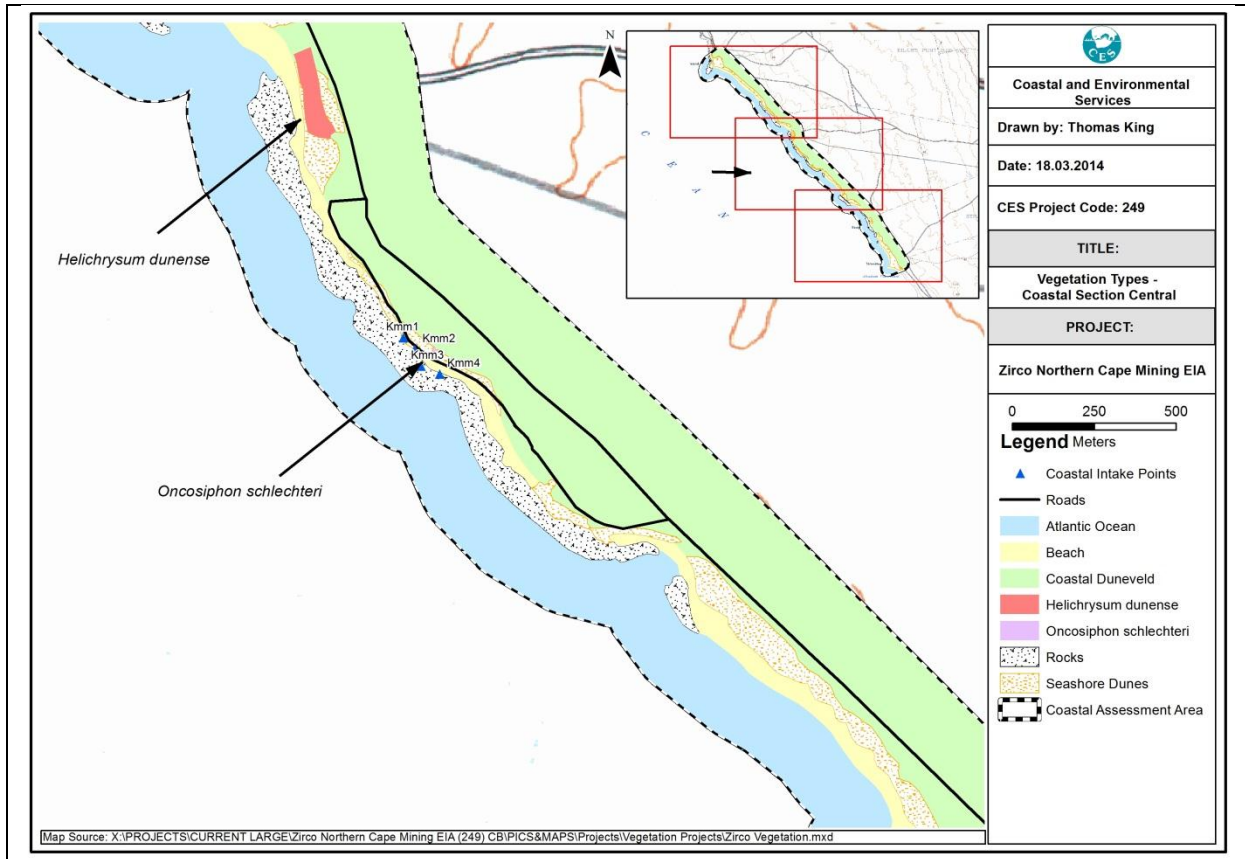 N
C E A N
Helichrysum dunense
Kmm1
Kmm2
Kmm3
Kmm4
Oncosiphon schlechteri
Map Source: X:\PROJECTS\CURRENT LARGE\Zirco Northern Cape Mining EIA (249) CB\PICS&MAPS\Projects\Vegetation Projects\Zirco Vegetation.mxd
CES
Coastal and Environmental
Services
Drawn by: Thomas King
Date: 18.03.2014
CES Project Code: 249
TITLE:
Vegetation Types -
Coastal Section Central
PROJECT:
Zirco Northern Cape Mining EIA
0 250 500
Legend Meters
Coastal Intake Points
Roads
Atlantic Ocean
Beach
Coastal Duneveld
Helichrysum dunense
Oncosiphon schlechteri
Rocks
Seashore Dunes
Coastal Assessment Area